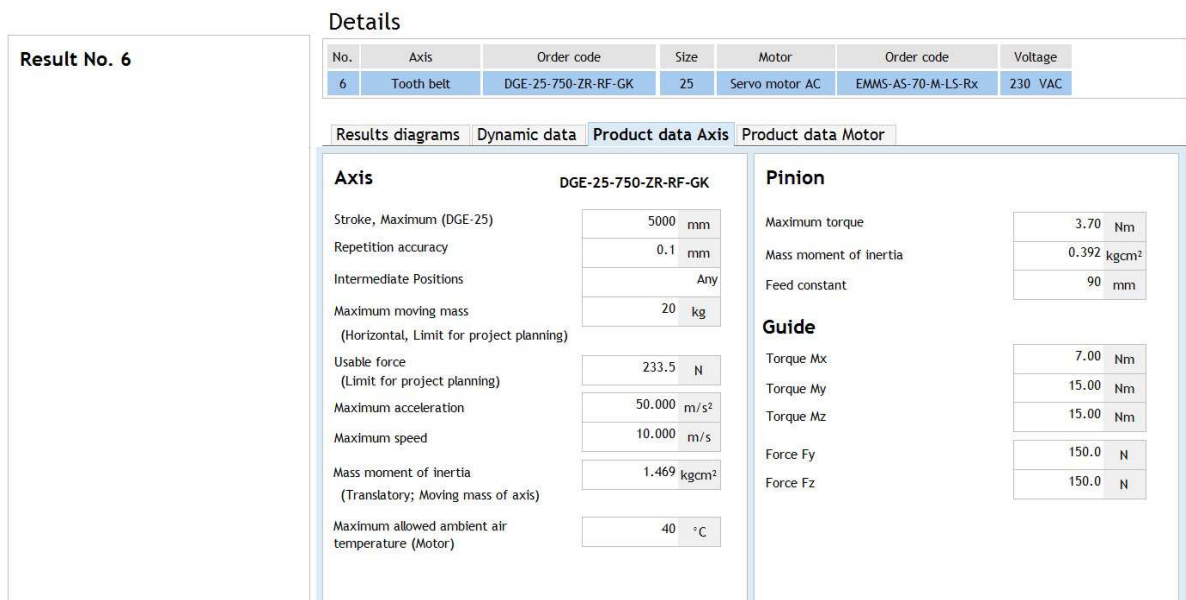 Details
Result No. 6
No. Axis Order code Size Motor Order code Voltage
6 Tooth belt DGE-25-750-ZR-RF-GK 25 Servo motor AC EMMS-AS-70-M-LS-Rx 230 VAC
Results diagrams Dynamic data Product data Axis Product data Motor
Axis DGE-25-750-ZR-RF-GK
Stroke, Maximum (DGE-25) 5000 mm
Repetition accuracy 0.1 mm
Intermediate Positions Any
Maximum moving mass 20 kg
(Horizontal, Limit for project planning)
Usable force 233.5 N
(Limit for project planning)
Maximum acceleration 50.000 m/s²
Maximum speed 10.000 m/s
Mass moment of inertia 1.469 kgcm²
(Translatory; Moving mass of axis)
Maximum allowed ambient air 40 °C
temperature (Motor)
Pinion
Maximum torque 3.70 Nm
Mass moment of inertia 0.392 kgcm²
Feed constant 90 mm
Guide
Torque Mx 7.00 Nm
Torque My 15.00 Nm
Torque Mz 15.00 Nm
Force Fy 150.0 N
Force Fz 150.0 N